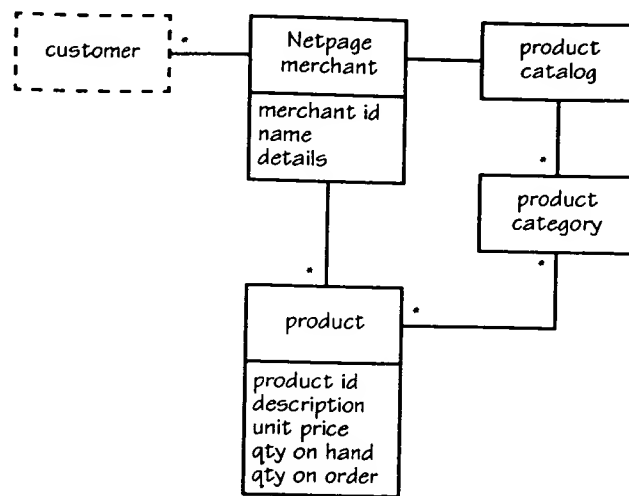 customer
*
Netpage
merchant
merchant id
name
details
product
catalog
*
product
category
*
*
*
product
product id
description
unit price
qty on hand
qty on order